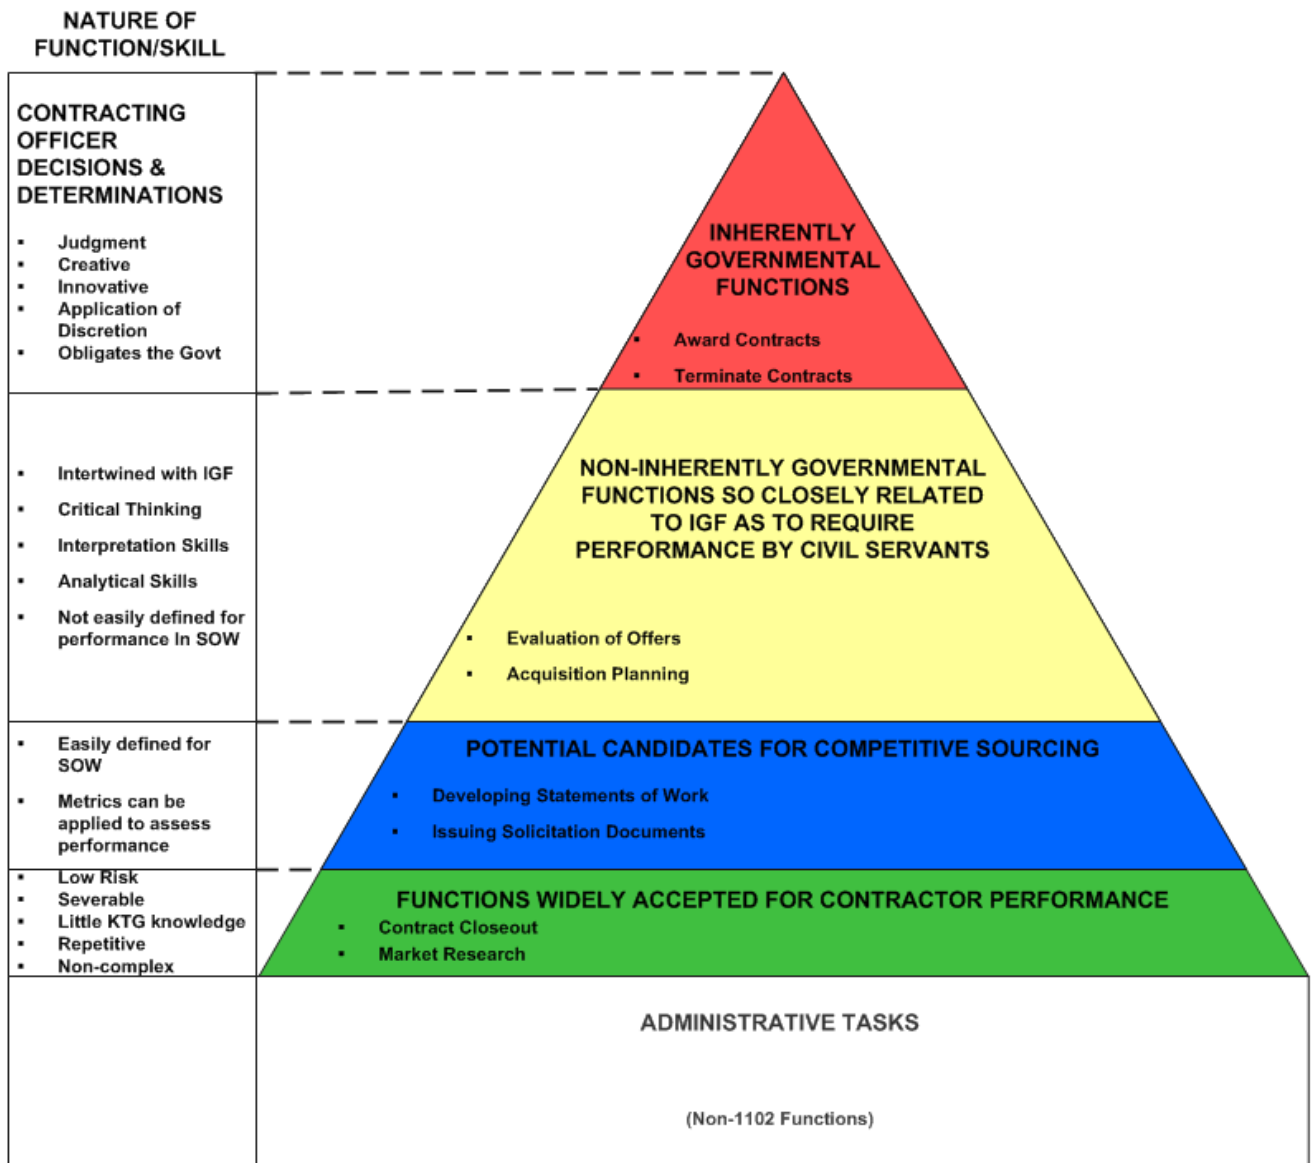 NATURE OF
FUNCTION/SKILL
CONTRACTING
OFFICER
DECISIONS &
DETERMINATIONS
▪ Judgment
▪ Creative
▪ Innovative
▪ Application of
Discretion
▪ Obligates the Govt
INHERENTLY
GOVERNMENTAL
FUNCTIONS
▪ Award Contracts
▪ Terminate Contracts
▪ Intertwined with IGF
▪ Critical Thinking
▪ Interpretation Skills
▪ Analytical Skills
▪ Not easily defined for
performance In SOW
NON-INHERENTLY GOVERNMENTAL
FUNCTIONS SO CLOSELY RELATED
TO IGF AS TO REQUIRE
PERFORMANCE BY CIVIL SERVANTS
▪ Evaluation of Offers
▪ Acquisition Planning
▪ Easily defined for
SOW
▪ Metrics can be
applied to assess
performance
POTENTIAL CANDIDATES FOR COMPETITIVE SOURCING
▪ Developing Statements of Work
▪ Issuing Solicitation Documents
▪ Low Risk
▪ Severable
▪ Little KTG knowledge
▪ Repetitive
▪ Non-complex
FUNCTIONS WIDELY ACCEPTED FOR CONTRACTOR PERFORMANCE
▪ Contract Closeout
▪ Market Research
ADMINISTRATIVE TASKS
(Non-1102 Functions)